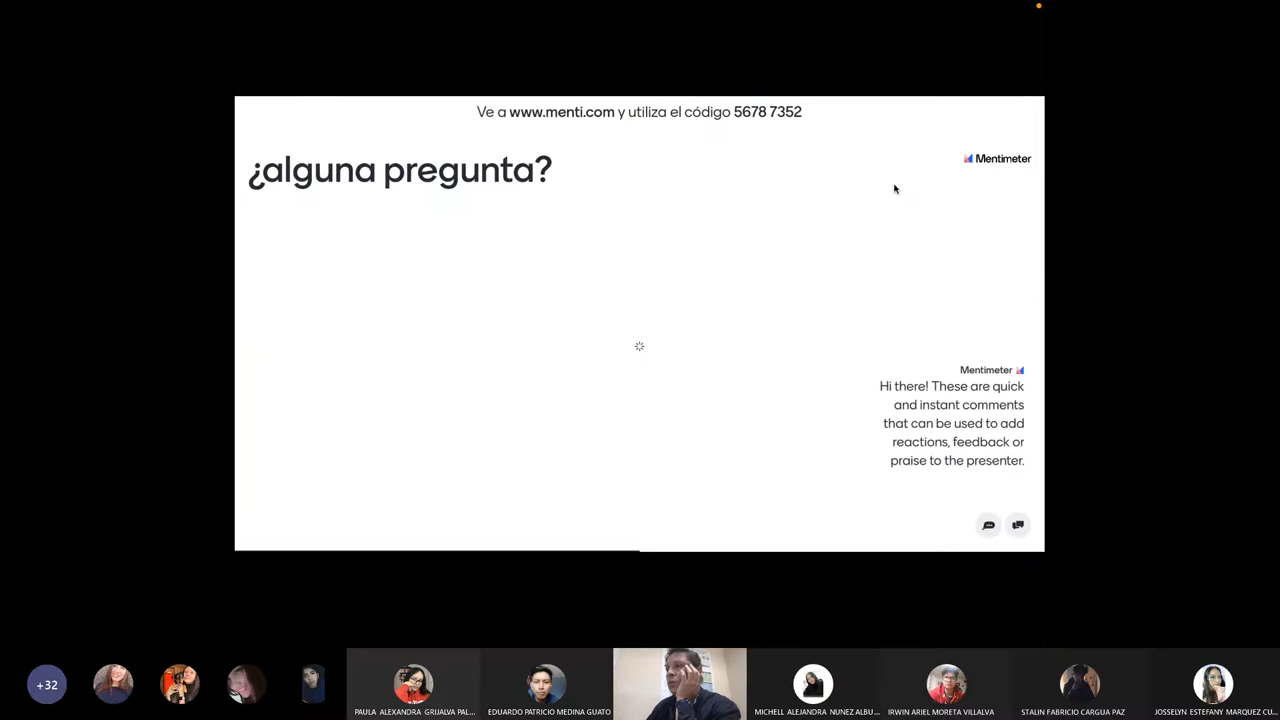 Ve a www.menti.com y utiliza el código 5678 7352
¿alguna pregunta?
Mentimeter
Mentimeter
Hi there! These are quick
and instant comments
that can be used to add
reactions, feedback or
praise to the presenter.
+32
PAULA ALEXANDRA GRIJALVA PAL...
EDUARDO PATRICIO MEDINA GUATO
MICHELL ALEJANDRA NUNEZ ALBU...
IRWIN ARIEL MORETA VILLALVA
STALIN FABRICIO CARGUA PAZ
JOSSELYN ESTEFANY MARQUEZ CU...